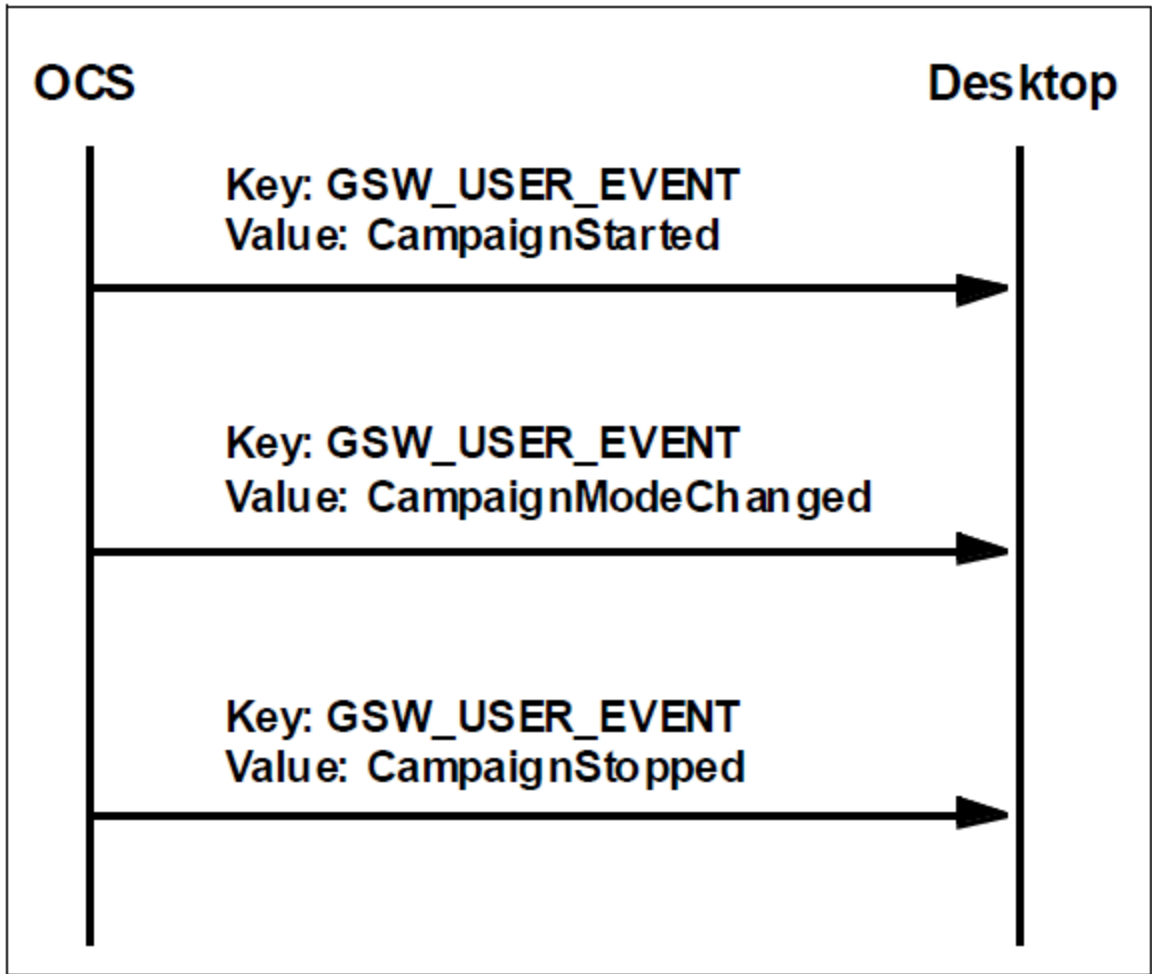 OCS
Desktop
Key: GSW_USER_EVENT
Value: CampaignStarted
Key: GSW_USER_EVENT
Value: CampaignModeChanged
Key: GSW_USER_EVENT
Value: CampaignStopped